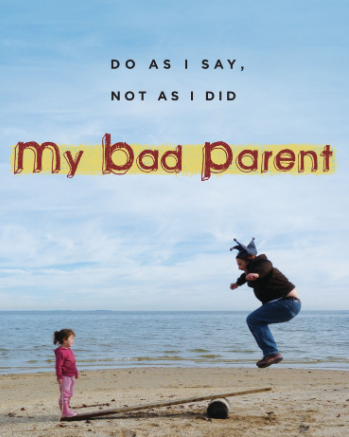 DO AS I SAY,
NOT AS I DID
my bad parent